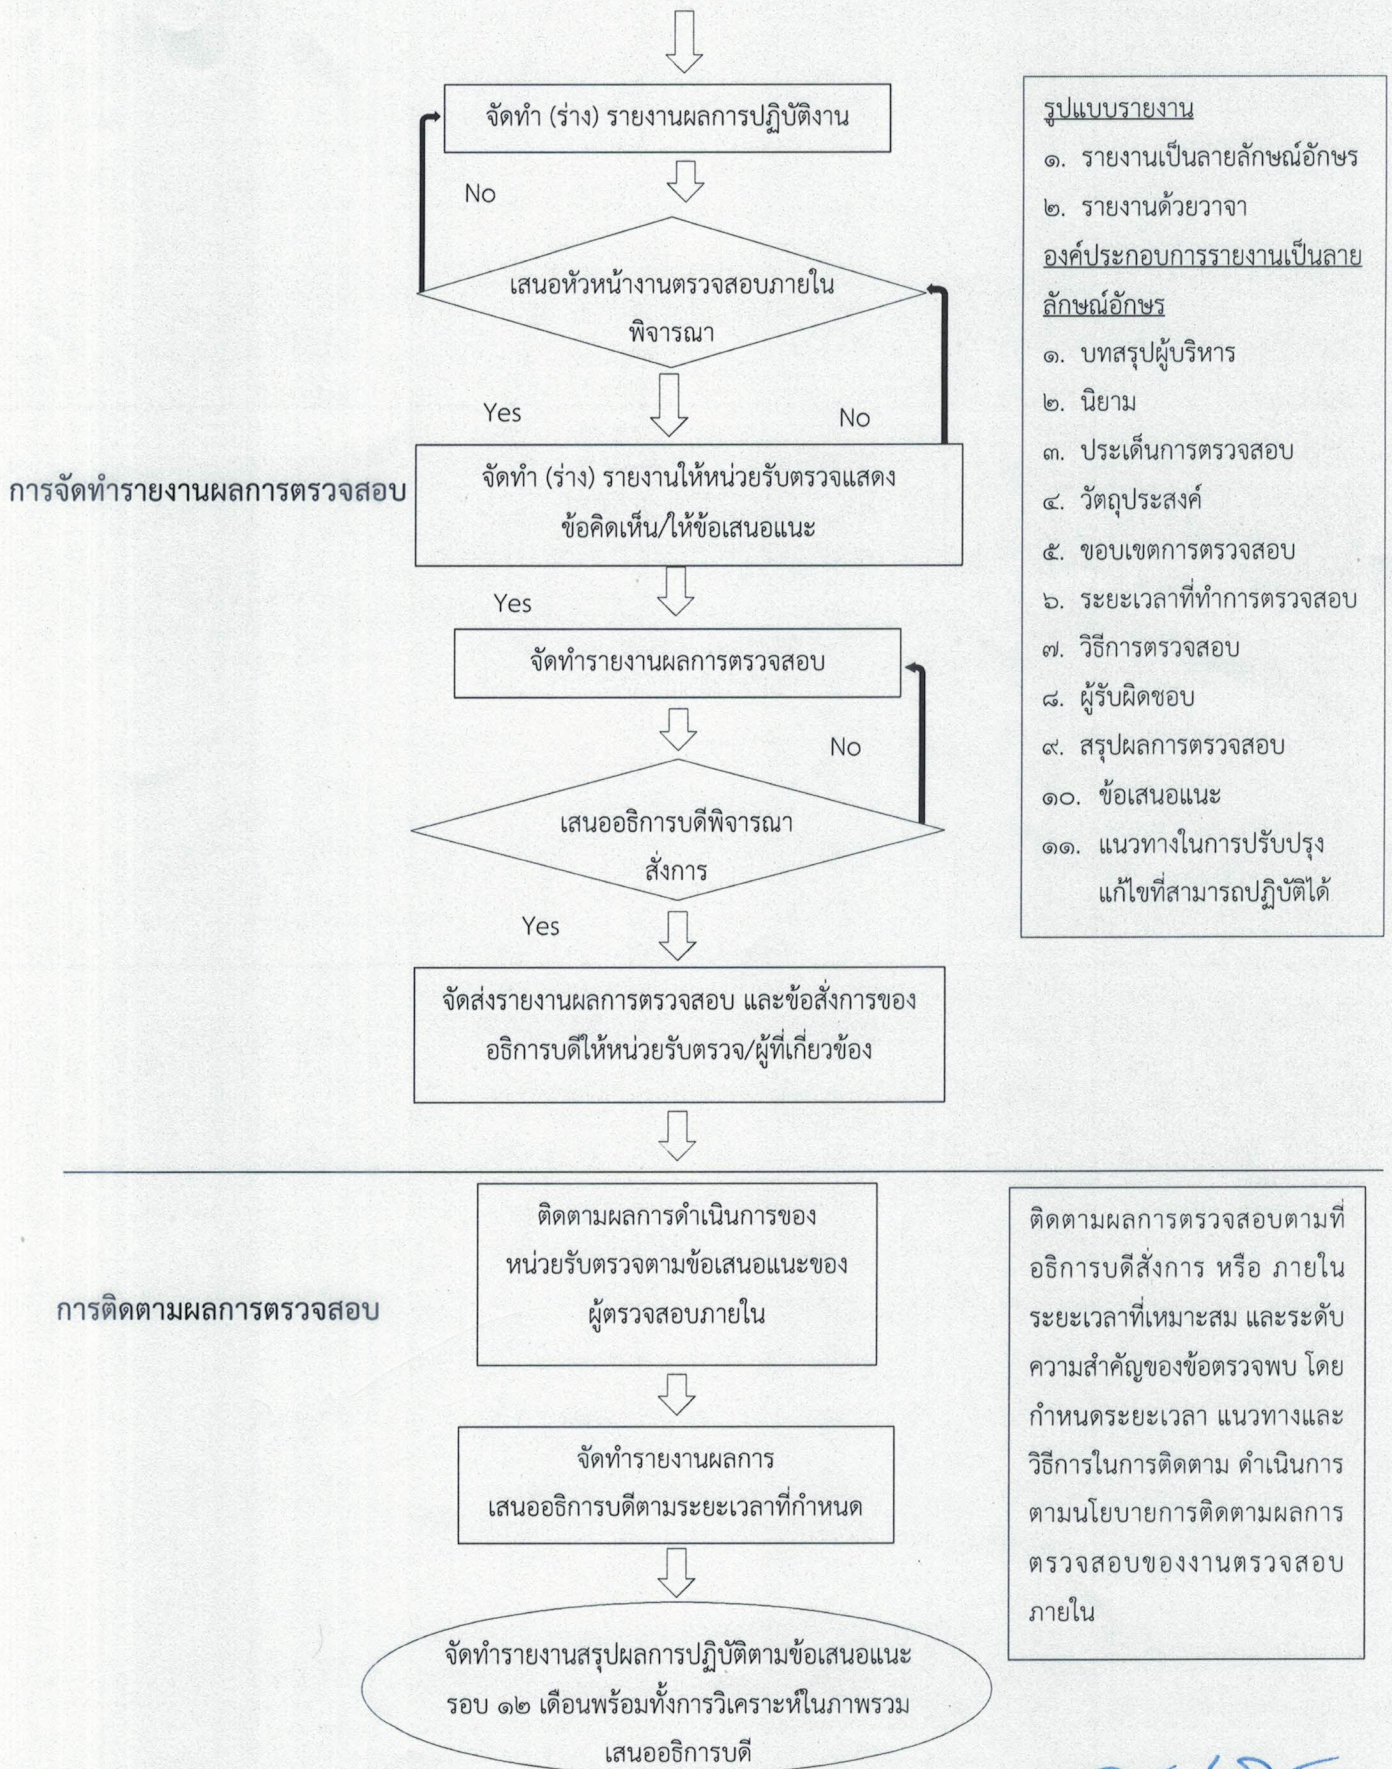 จัดทำ (ร่าง) รายงานผลการปฏิบัติงาน
No
เสนอหัวหน้างานตรวจสอบภายใน
พิจารณา
Yes
No
การจัดทำรายงานผลการตรวจสอบ
จัดทำ (ร่าง) รายงานให้หน่วยรับตรวจแสดง
ข้อคิดเห็น/ให้ข้อเสนอแนะ
Yes
จัดทำรายงานผลการตรวจสอบ
No
เสนออธิการบดีพิจารณา
สั่งการ
Yes
จัดส่งรายงานผลการตรวจสอบ และข้อสั่งการของ
อธิการบดีให้หน่วยรับตรวจ/ผู้ที่เกี่ยวข้อง
รูปแบบรายงาน
๑. รายงานเป็นลายลักษณ์อักษร
๒. รายงานด้วยวาจา
องค์ประกอบการรายงานเป็นลาย
ลักษณ์อักษร
๑. บทสรุปผู้บริหาร
๒. นิยาม
๓. ประเด็นการตรวจสอบ
๔. วัตถุประสงค์
๕. ขอบเขตการตรวจสอบ
๖. ระยะเวลาที่ทำการตรวจสอบ
๗. วิธีการตรวจสอบ
๘. ผู้รับผิดชอบ
๙. สรุปผลการตรวจสอบ
๑๐. ข้อเสนอแนะ
๑๑. แนวทางในการปรับปรุง
แก้ไขที่สามารถปฏิบัติได้
การติดตามผลการตรวจสอบ
ติดตามผลการดำเนินการของ
หน่วยรับตรวจตามข้อเสนอแนะของ
ผู้ตรวจสอบภายใน
จัดทำรายงานผลการ
เสนออธิการบดีตามระยะเวลาที่กำหนด
จัดทำรายงานสรุปผลการปฏิบัติตามข้อเสนอแนะ
รอบ ๑๒ เดือนพร้อมทั้งการวิเคราะห์ในภาพรวม
เสนออธิการบดี
ติดตามผลการตรวจสอบตามที่
อธิการบดีสั่งการ หรือ ภายใน
ระยะเวลาที่เหมาะสม และระดับ
ความสำคัญของข้อตรวจพบ โดย
กำหนดระยะเวลา แนวทางและ
วิธีการในการติดตาม ดำเนินการ
ตามนโยบายการติดตามผลการ
ตรวจสอบของงานตรวจสอบ
ภายใน